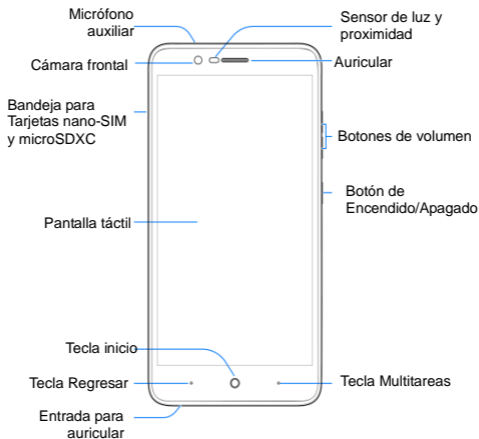 Micrófono
auxiliar
Sensor de luz y
proximidad
Cámara frontal
Auricular
Bandeja para
Tarjetas nano-SIM
y microSDXC
Botones de volumen
Botón de
Encendido/Apagado
Pantalla táctil
Tecla inicio
Tecla Regresar
Tecla Multitareas
Entrada para
auricular